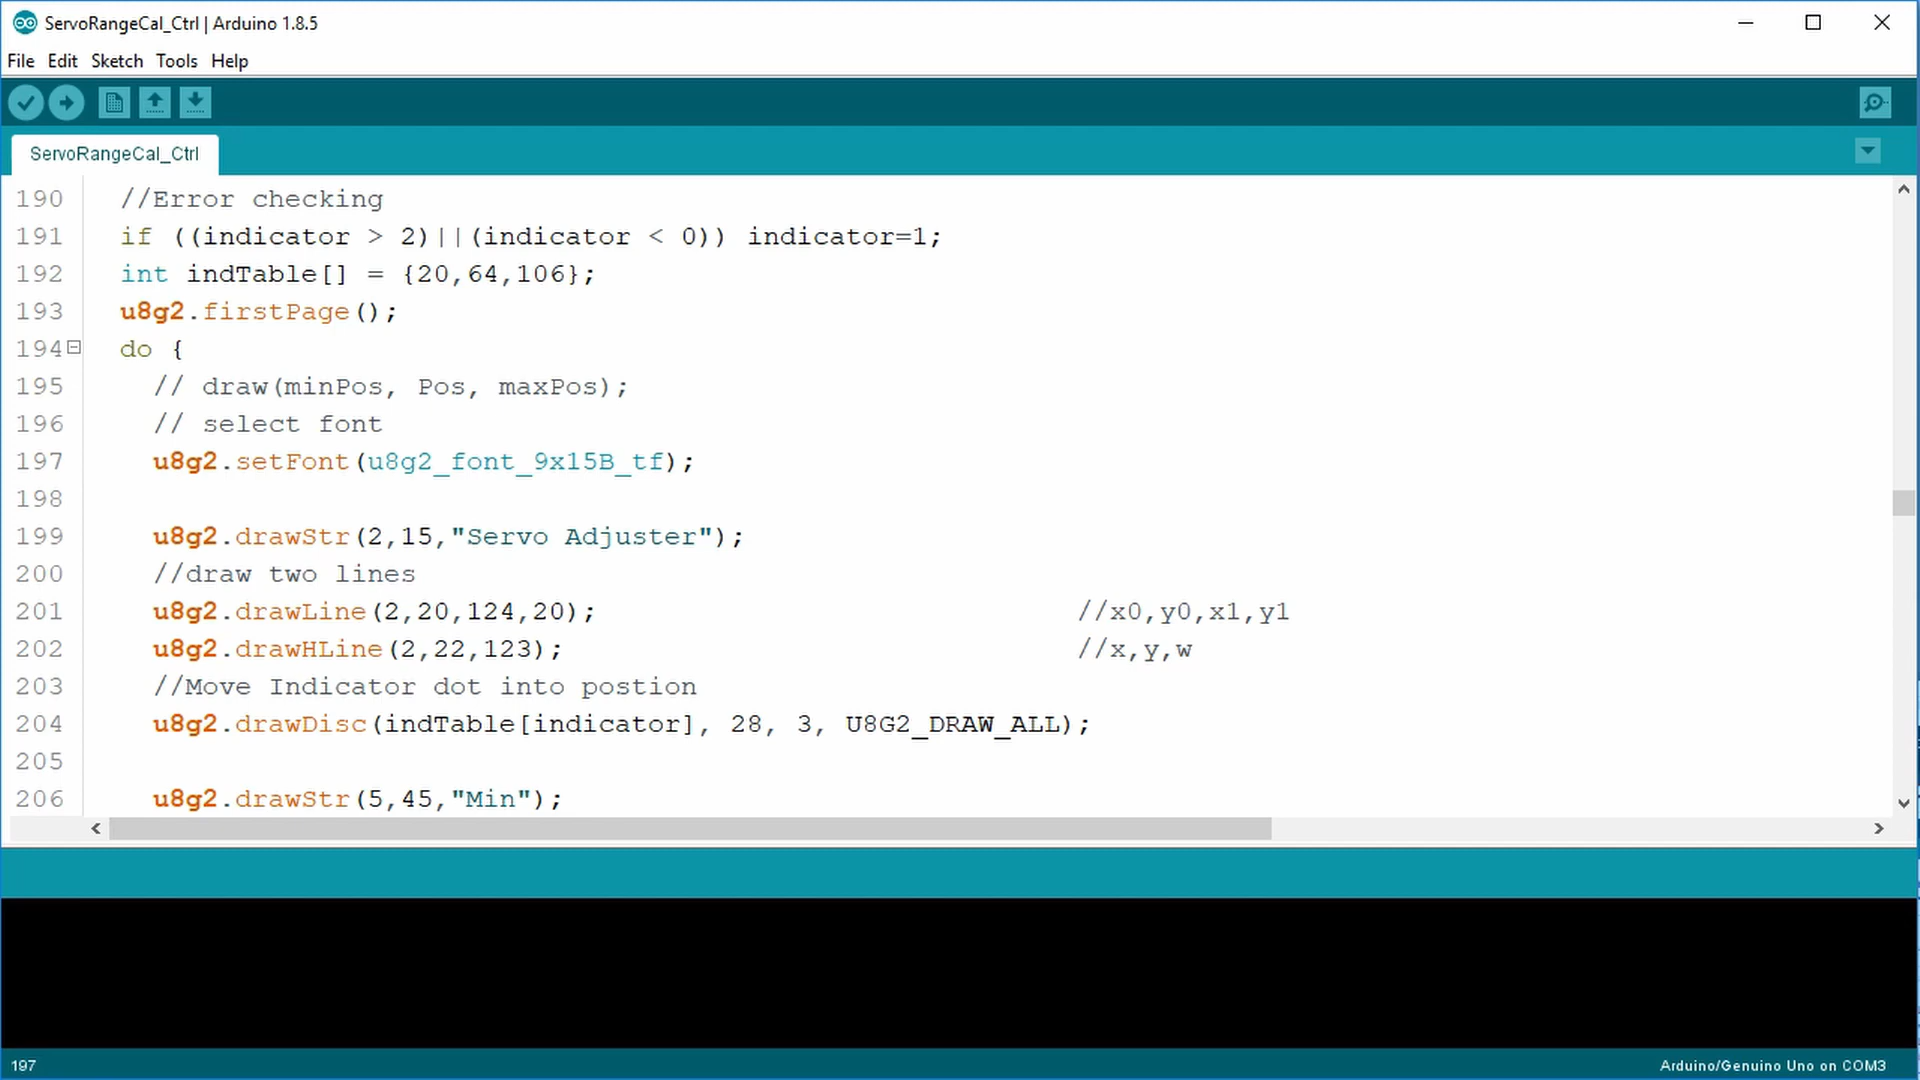 ServoRangeCal_Ctrl | Arduino 1.8.5
File Edit Sketch Tools Help
ServoRangeCal_Ctrl
190 //Error checking
191 if ((indicator > 2)||(indicator < 0)) indicator=1;
192 int indTable[] = {20,64,106};
193 u8g2.firstPage();
194 do {
195 // draw(minPos, Pos, maxPos);
196 // select font
197 u8g2.setFont(u8g2_font_9x15B_tf);
198
199 u8g2.drawStr(2,15,"Servo Adjuster");
200 //draw two lines
201 u8g2.drawLine(2,20,124,20); //x0,y0,x1,y1
202 u8g2.drawHLine(2,22,123); //x,y,w
203 //Move Indicator dot into postion
204 u8g2.drawDisc(indTable[indicator], 28, 3, U8G2_DRAW_ALL);
205
206 u8g2.drawStr(5,45,"Min");
197 Arduino/Genuino Uno on COM3